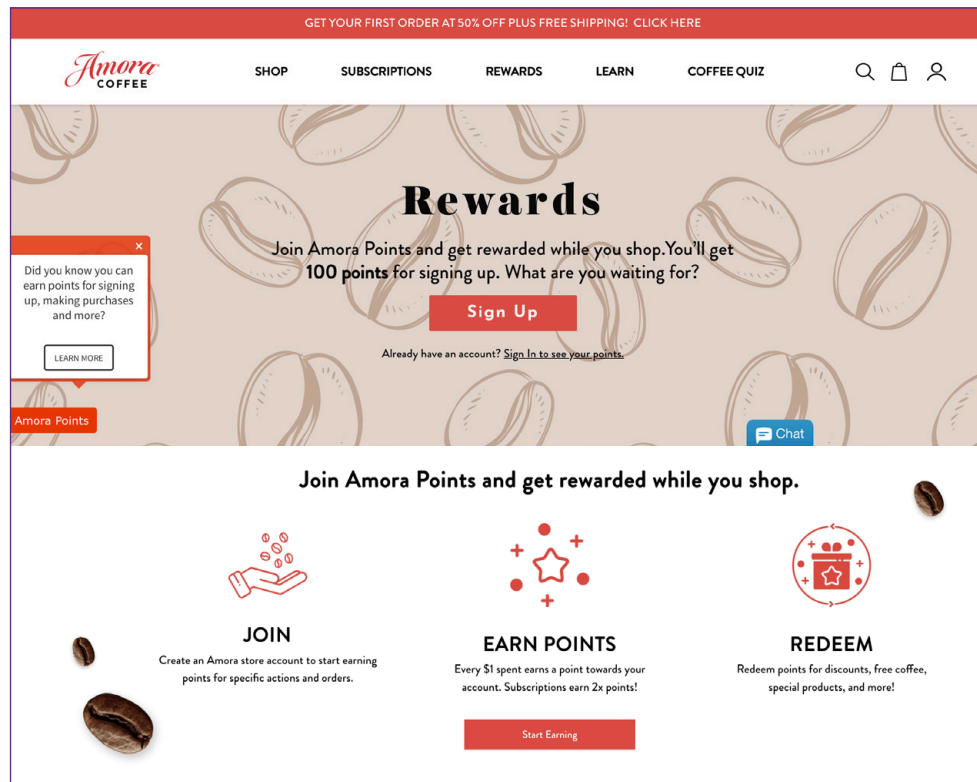 GET YOUR FIRST ORDER AT 50% OFF PLUS FREE SHIPPING! CLICK HERE
Amora
COFFEE
SHOP
SUBSCRIPTIONS
REWARDS
LEARN
COFFEE QUIZ
Rewards
Join Amora Points and get rewarded while you shop.You'll get
100 points for signing up. What are you waiting for?
Sign Up
Already have an account? Sign In to see your points.
×
Did you know you can
earn points for signing
up, making purchases
and more?
LEARN MORE
Amora Points
Chat
Join Amora Points and get rewarded while you shop.
JOIN
Create an Amora store account to start earning
points for specific actions and orders.
EARN POINTS
Every $1 spent earns a point towards your
account. Subscriptions earn 2x points!
Start Earning
REDEEM
Redeem points for discounts, free coffee,
special products, and more!